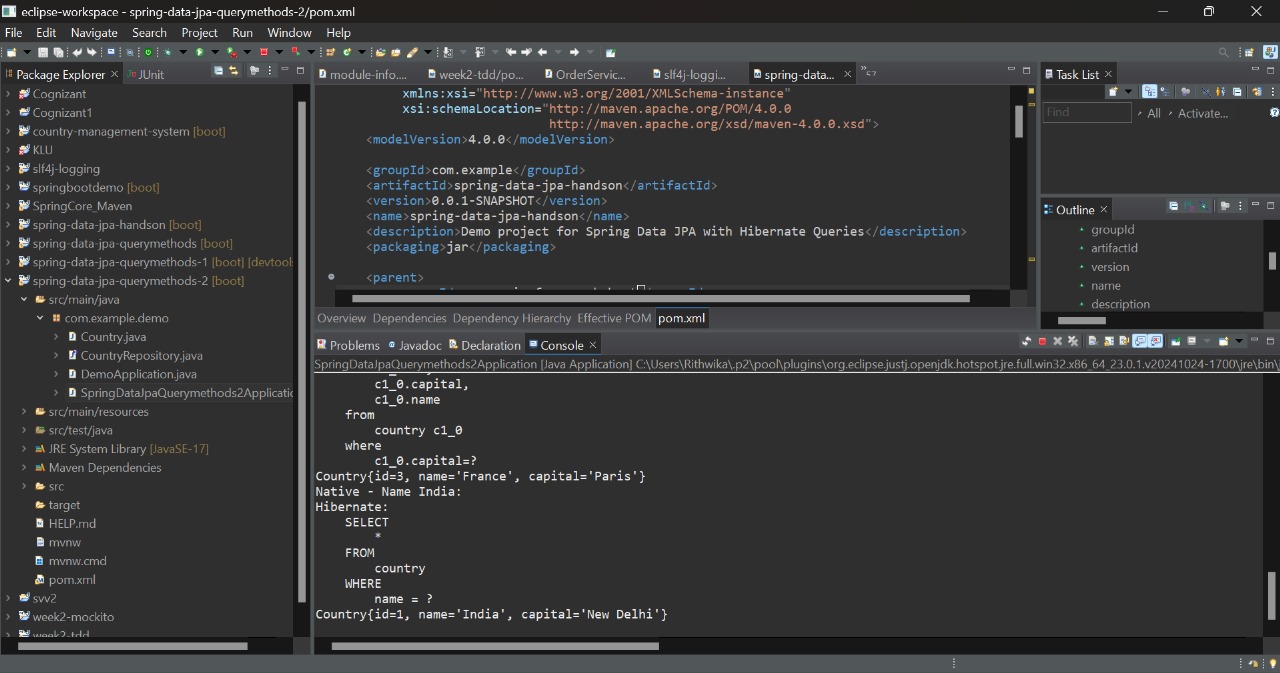 eclipse-workspace - spring-data-jpa-querymethods-2/pom.xml
File Edit Navigate Search Project Run Window Help
Package Explorer JUnit
Cognizant
Cognizant1
country-management-system [boot]
KLU
slf4j-logging
springbootdemo [boot]
SpringCore_Maven
spring-data-jpa-handson [boot]
spring-data-jpa-querymethods [boot]
spring-data-jpa-querymethods-1 [boot] [devtool
spring-data-jpa-querymethods-2 [boot]
src/main/java
com.example.demo
Country.java
CountryRepository.java
DemoApplication.java
SpringDataJpaQuerymethods2Applicatio
src/main/resources
src/test/java
JRE System Library [JavaSE-17]
Maven Dependencies
src
target
HELP.md
mvnw
mvnw.cmd
pom.xml
svv2
week2-mockito
week2-tdd
module-info.... week2-tdd/po... OrderServic... slf4j-loggi... spring-data...
xmlns:xsi="http://www.w3.org/2001/XMLSchema-instance"
xsi:schemaLocation="http://maven.apache.org/POM/4.0.0
http://maven.apache.org/xsd/maven-4.0.0.xsd">
<modelVersion>4.0.0</modelVersion>
<groupId>com.example</groupId>
<artifactId>spring-data-jpa-handson</artifactId>
<version>0.0.1-SNAPSHOT</version>
<name>spring-data-jpa-handson</name>
<description>Demo project for Spring Data JPA with Hibernate Queries</description>
<packaging>jar</packaging>
<parent>
Overview Dependencies Dependency Hierarchy Effective POM pom.xml
Problems Javadoc Declaration Console
SpringDataJpaQuerymethods2Application [Java Application] C:\Users\Rithwika\.p2\pool\plugins\org.eclipse.justj.openjdk.hotspot.jre.full.win32.x86_64_23.0.1.v20241024-1700\jre\bin\
c1_0.capital,
c1_0.name
from
country c1_0
where
c1_0.capital=?
Country{id=3, name='France', capital='Paris'}
Native - Name India:
Hibernate:
SELECT
*
FROM
country
WHERE
name = ?
Country{id=1, name='India', capital='New Delhi'}
Task List
Find All Activate...
Outline
groupId
artifactId
version
name
description